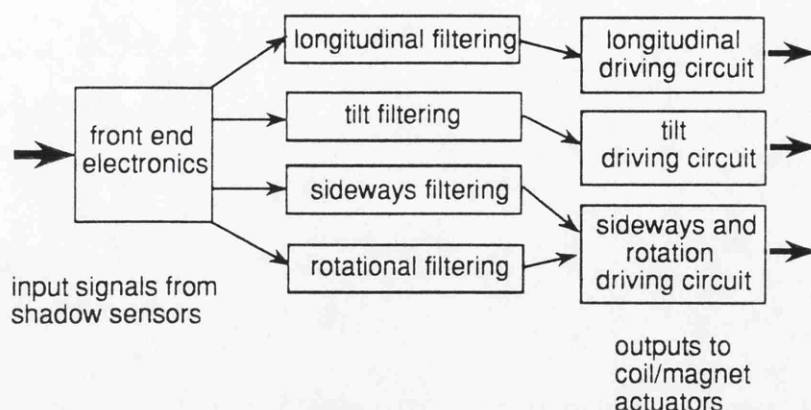 longitudinal filtering
longitudinal
driving circuit
front end
electronics
tilt filtering
tilt
driving circuit
sideways filtering
sideways and
rotation
driving circuit
rotational filtering
input signals from
shadow sensors
outputs to
coil/magnet
actuators